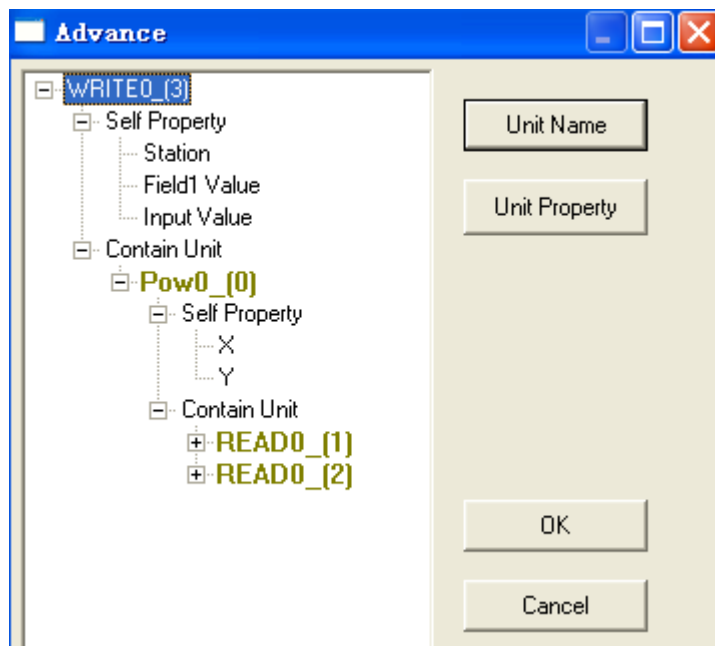 Advance
WRITE0_(3)
Self Property
Station
Field1 Value
Input Value
Contain Unit
Pow0_(0)
Self Property
X
Y
Contain Unit
READ0_(1)
READ0_(2)
Unit Name
Unit Property
OK
Cancel